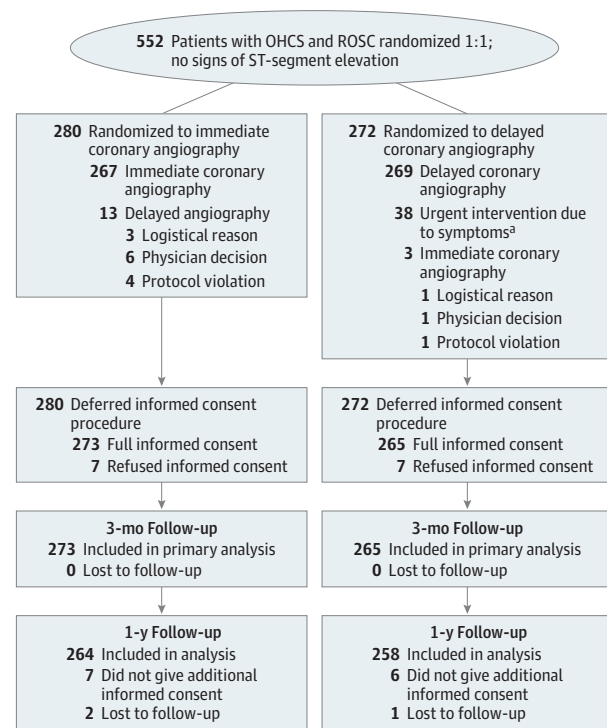 552 Patients with OHCS and ROSC randomized 1:1;
no signs of ST-segment elevation
280 Randomized to immediate
coronary angiography
267 Immediate coronary
angiography
13 Delayed angiography
3 Logistical reason
6 Physician decision
4 Protocol violation
272 Randomized to delayed
coronary angiography
269 Delayed coronary
angiography
38 Urgent intervention due
to symptomsa
3 Immediate coronary
angiography
1 Logistical reason
1 Physician decision
1 Protocol violation
280 Deferred informed consent
procedure
273 Full informed consent
7 Refused informed consent
272 Deferred informed consent
procedure
265 Full informed consent
7 Refused informed consent
3-mo Follow-up
273 Included in primary analysis
0 Lost to follow-up
3-mo Follow-up
265 Included in primary analysis
0 Lost to follow-up
1-y Follow-up
264 Included in analysis
7 Did not give additional
informed consent
2 Lost to follow-up
1-y Follow-up
258 Included in analysis
6 Did not give additional
informed consent
1 Lost to follow-up